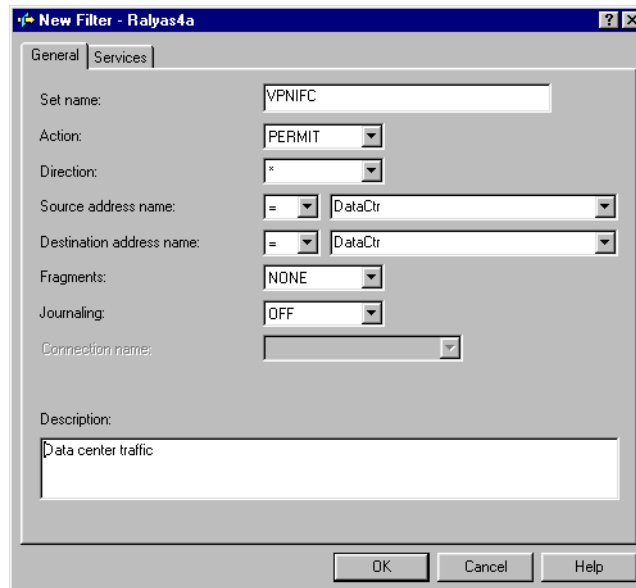 New Filter - Ralyas4a
General Services
Set name: VPNIFC
Action: PERMIT
Direction: *
Source address name: = DataCtr
Destination address name: = DataCtr
Fragments: NONE
Journaling: OFF
Connection name:
Description:
Data center traffic
OK Cancel Help